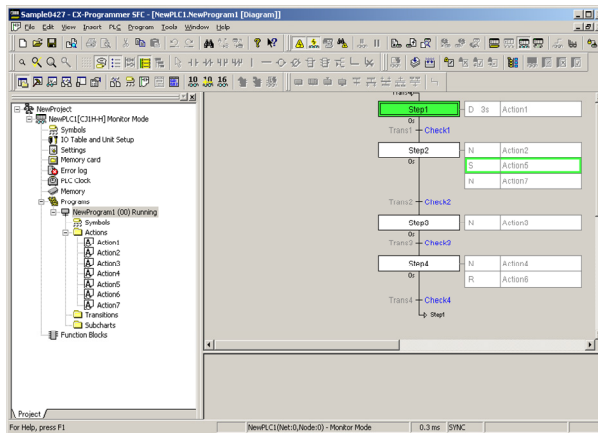 Sample0427 - CX-Programmer SFC - [NewPLC1.NewProgram1 [Diagram]]
File Edit View Insert PLC Program Tools Window Help
10 16
NewProject
NewPLC1[CJ1H-H] Monitor Mode
Symbols
IO Table and Unit Setup
Settings
Memory card
Error log
PLC Clock
Memory
Programs
NewProgram1 (00) Running
Symbols
Actions
Action1
Action2
Action3
Action4
Action5
Action6
Action7
Transitions
Subcharts
Function Blocks
Project
Step1 D 3s Action1
0s
Trans1 Check1
Step2 N Action2
0s S Action5
N Action7
Trans2 Check2
Step3 N Action3
0s
Trans3 Check3
Step4 N Action4
0s R Action6
Trans4 Check4
Step1
For Help, press F1 NewPLC1(Net:0,Node:0) - Monitor Mode 0.3 ms SYNC